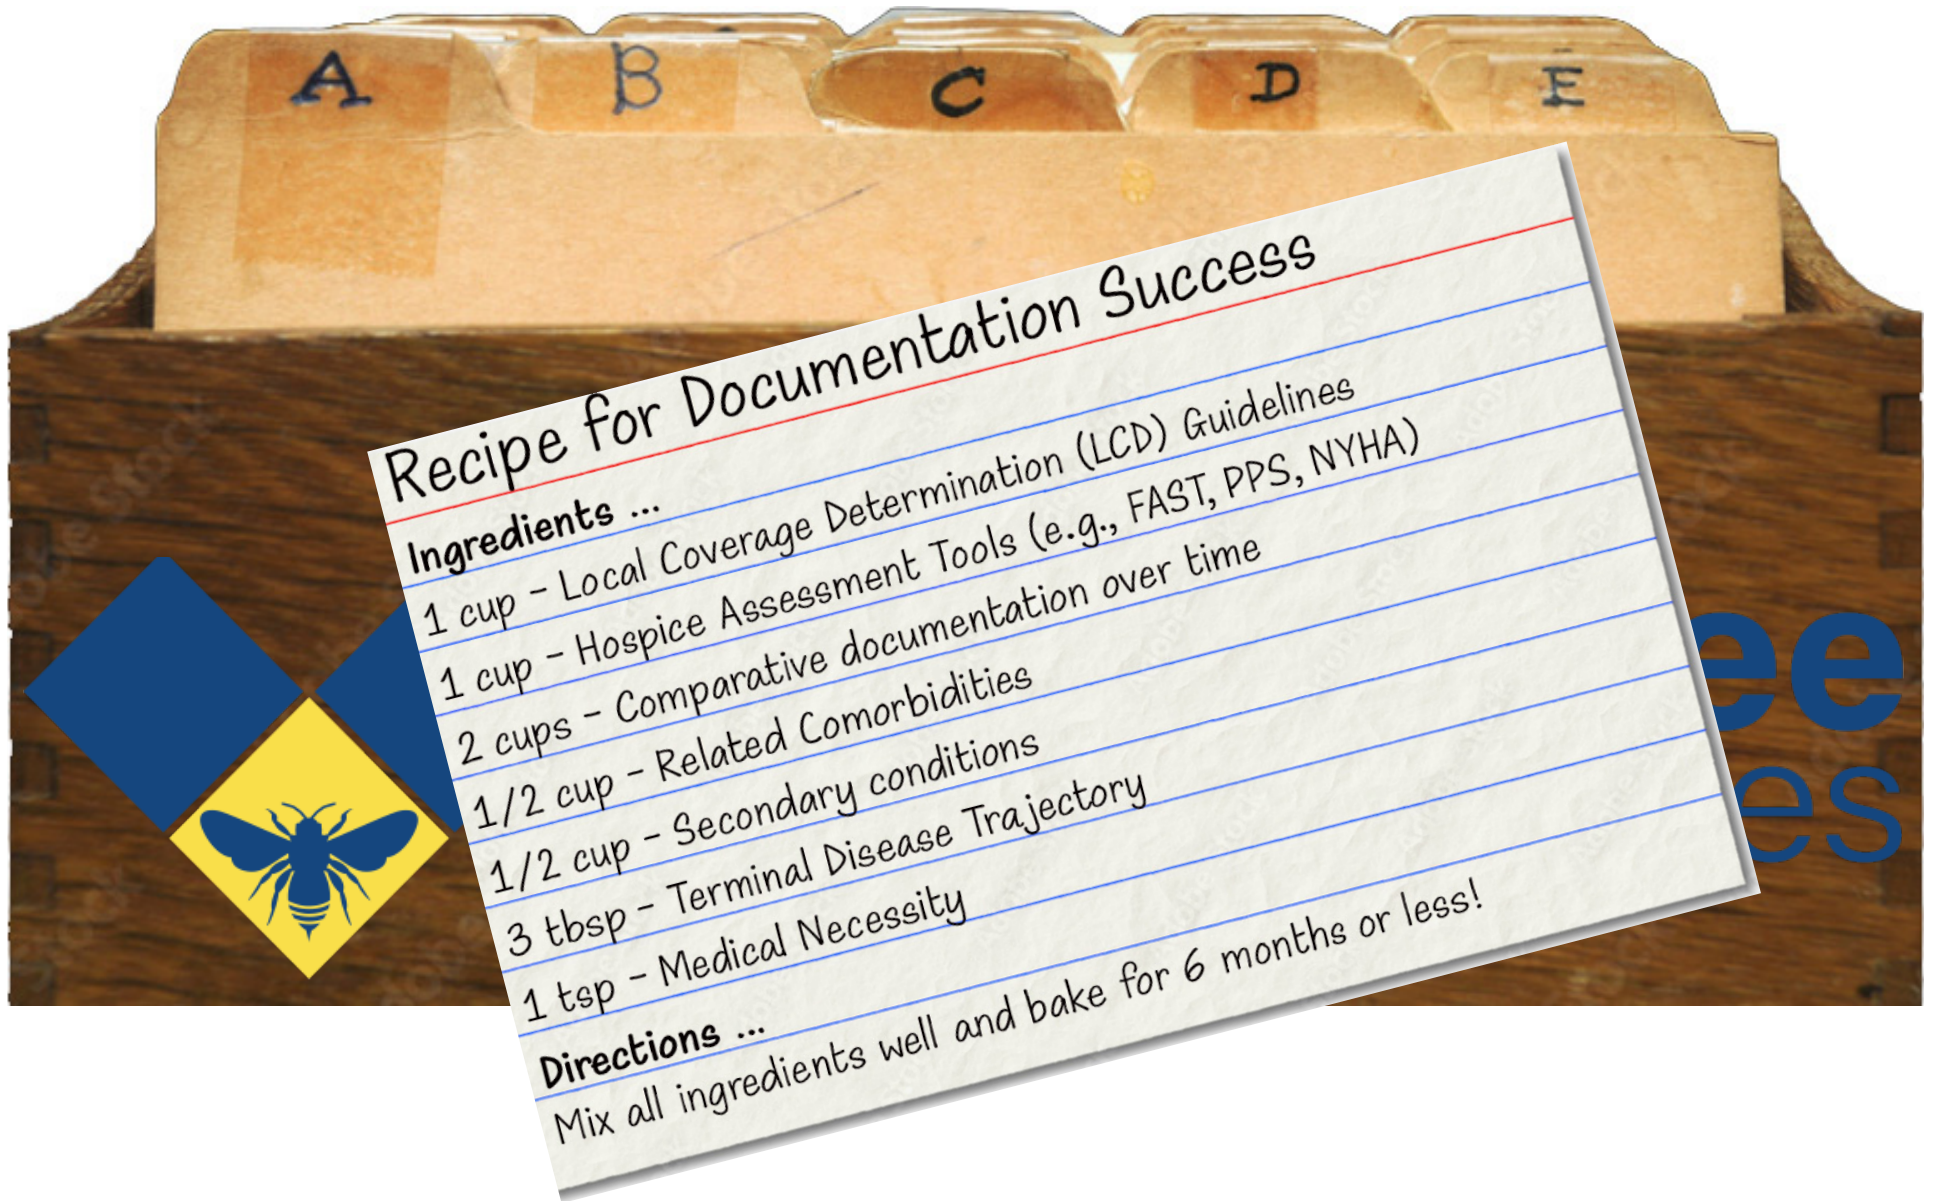 A B C D E
Recipe for Documentation Success
Ingredients ...
1 cup - Local Coverage Determination (LCD) Guidelines
1 cup - Hospice Assessment Tools (e.g., FAST, PPS, NYHA)
2 cups - Comparative documentation over time
1/2 cup - Related Comorbidities
1/2 cup - Secondary conditions
3 tbsp - Terminal Disease Trajectory
1 tsp - Medical Necessity
Directions ...
Mix all ingredients well and bake for 6 months or less!
ee
es